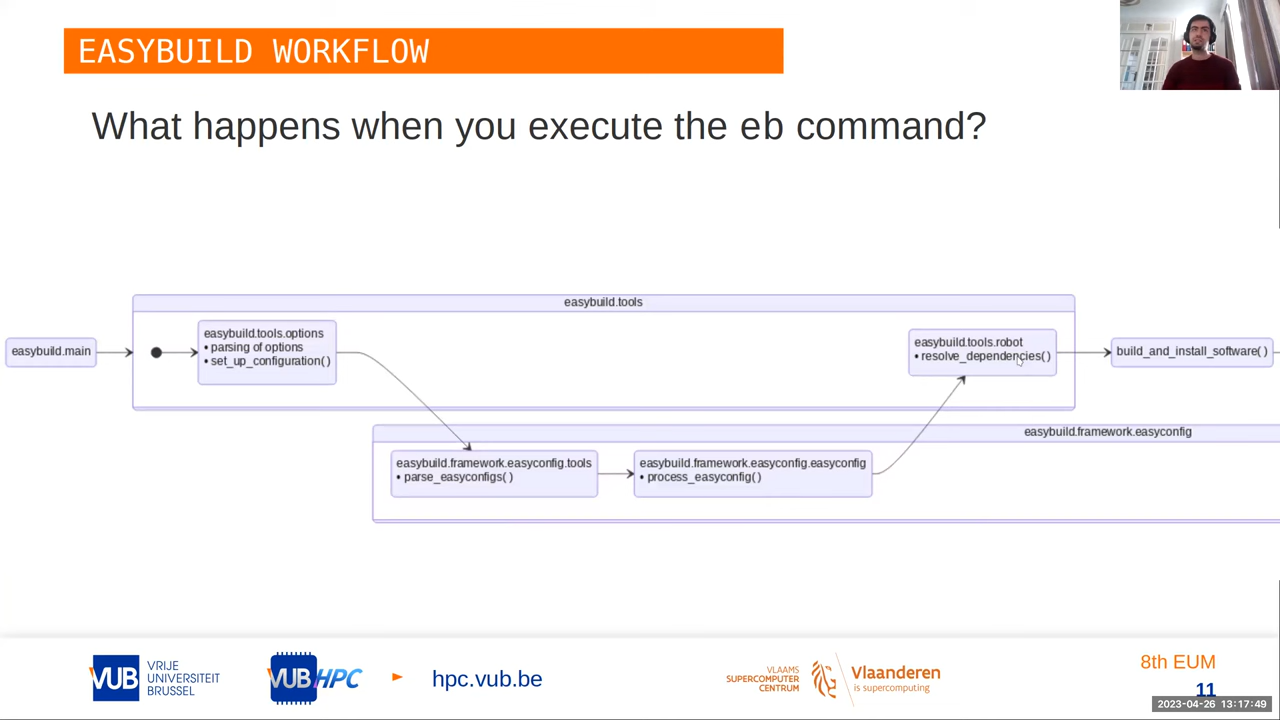 EASYBUILD WORKFLOW
What happens when you execute the eb command?
easybuild.tools
easybuild.main
easybuild.tools.options
• parsing of options
• set_up_configuration()
easybuild.tools.robot
• resolve_dependencies()
build_and_install_software()
easybuild.framework.easyconfig
easybuild.framework.easyconfig.tools
• parse_easyconfigs()
easybuild.framework.easyconfig.easyconfig
• process_easyconfig()
VUB
VRIJE
UNIVERSITEIT
BRUSSEL
VUB HPC
hpc.vub.be
VLAAMS
SUPERCOMPUTER
CENTRUM
Vlaanderen
is supercomputing
8th EUM
11
2023-04-26 13:17:49